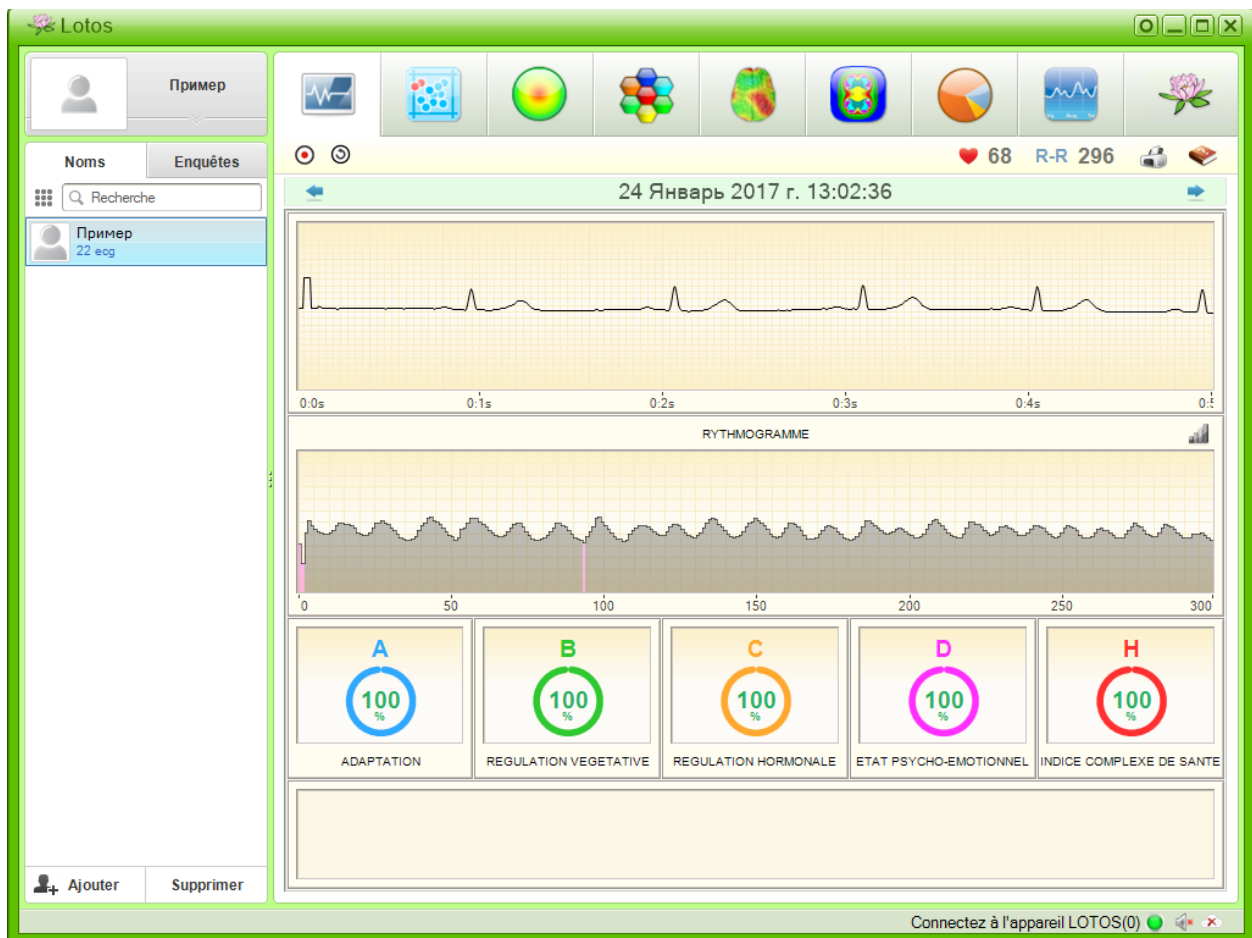 Lotos
Пример
Noms Enquêtes
Recherche
Пример
22 ecg
Ajouter Supprimer
68 R-R 296
24 Январь 2017 г. 13:02:36
0:0s 0:1s 0:2s 0:3s 0:4s 0:5
RYTHMOGRAMME
0 50 100 150 200 250 300
A B C D H
100 % 100 % 100 % 100 % 100 %
ADAPTATION REGULATION VEGETATIVE REGULATION HORMONALE ETAT PSYCHO-EMOTIONNEL INDICE COMPLEXE DE SANTE
Connectez à l'appareil LOTOS(0)